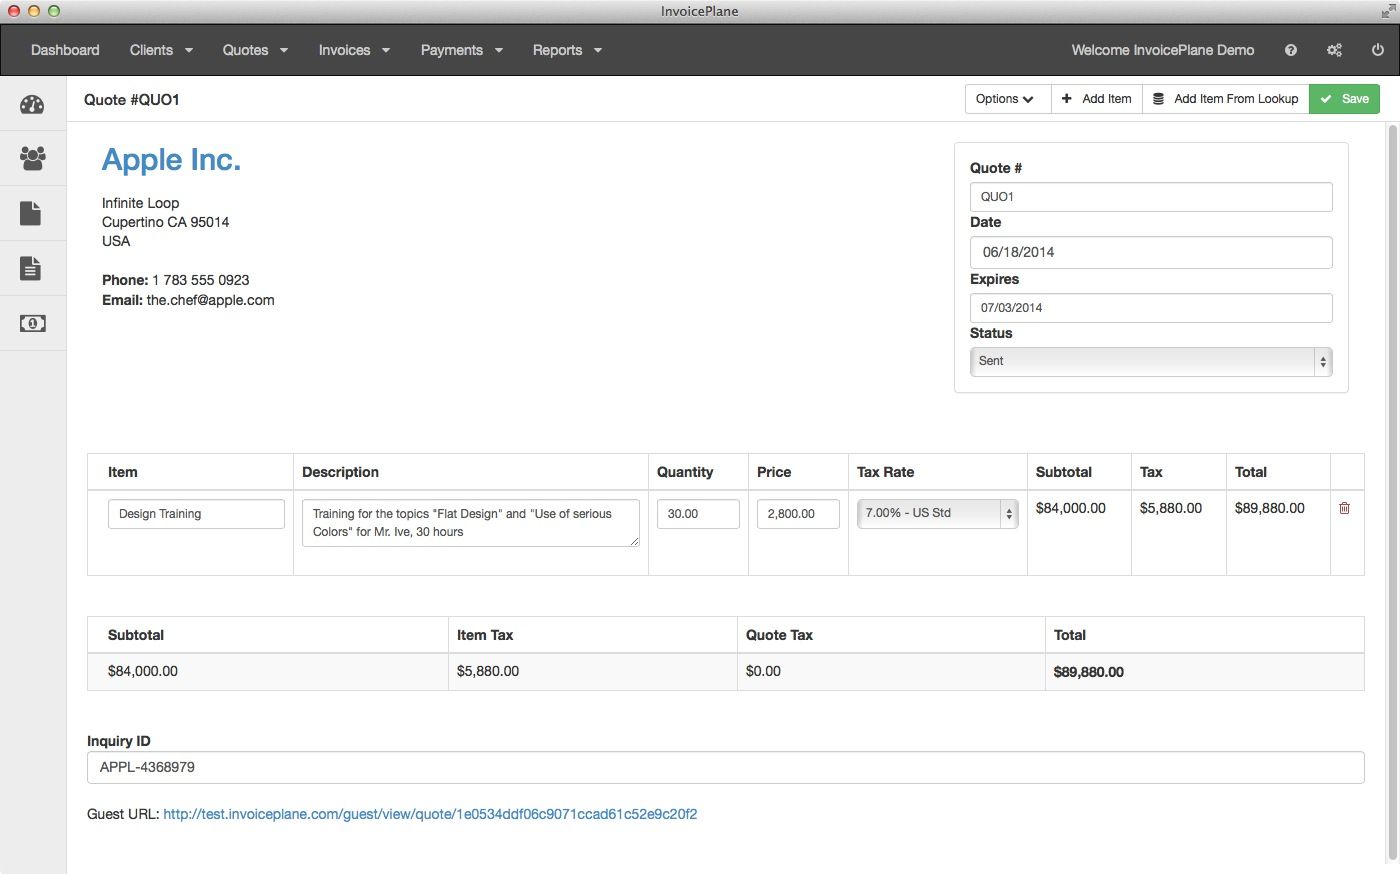 InvoicePlane
Dashboard Clients Quotes Invoices Payments Reports Welcome InvoicePlane Demo
Quote #QUO1 Options Add Item Add Item From Lookup Save
Apple Inc.
Infinite Loop
Cupertino CA 95014
USA
Phone: 1 783 555 0923
Email: the.chef@apple.com
Quote #
QUO1
Date
06/18/2014
Expires
07/03/2014
Status
Sent
Item Description Quantity Price Tax Rate Subtotal Tax Total
Design Training Training for the topics "Flat Design" and "Use of serious 30.00 2,800.00 7.00% - US Std $84,000.00 $5,880.00 $89,880.00
Colors" for Mr. Ive, 30 hours
Subtotal Item Tax Quote Tax Total
$84,000.00 $5,880.00 $0.00 $89,880.00
Inquiry ID
APPL-4368979
Guest URL: http://test.invoiceplane.com/guest/view/quote/1e0534ddf06c9071ccad61c52e9c20f2